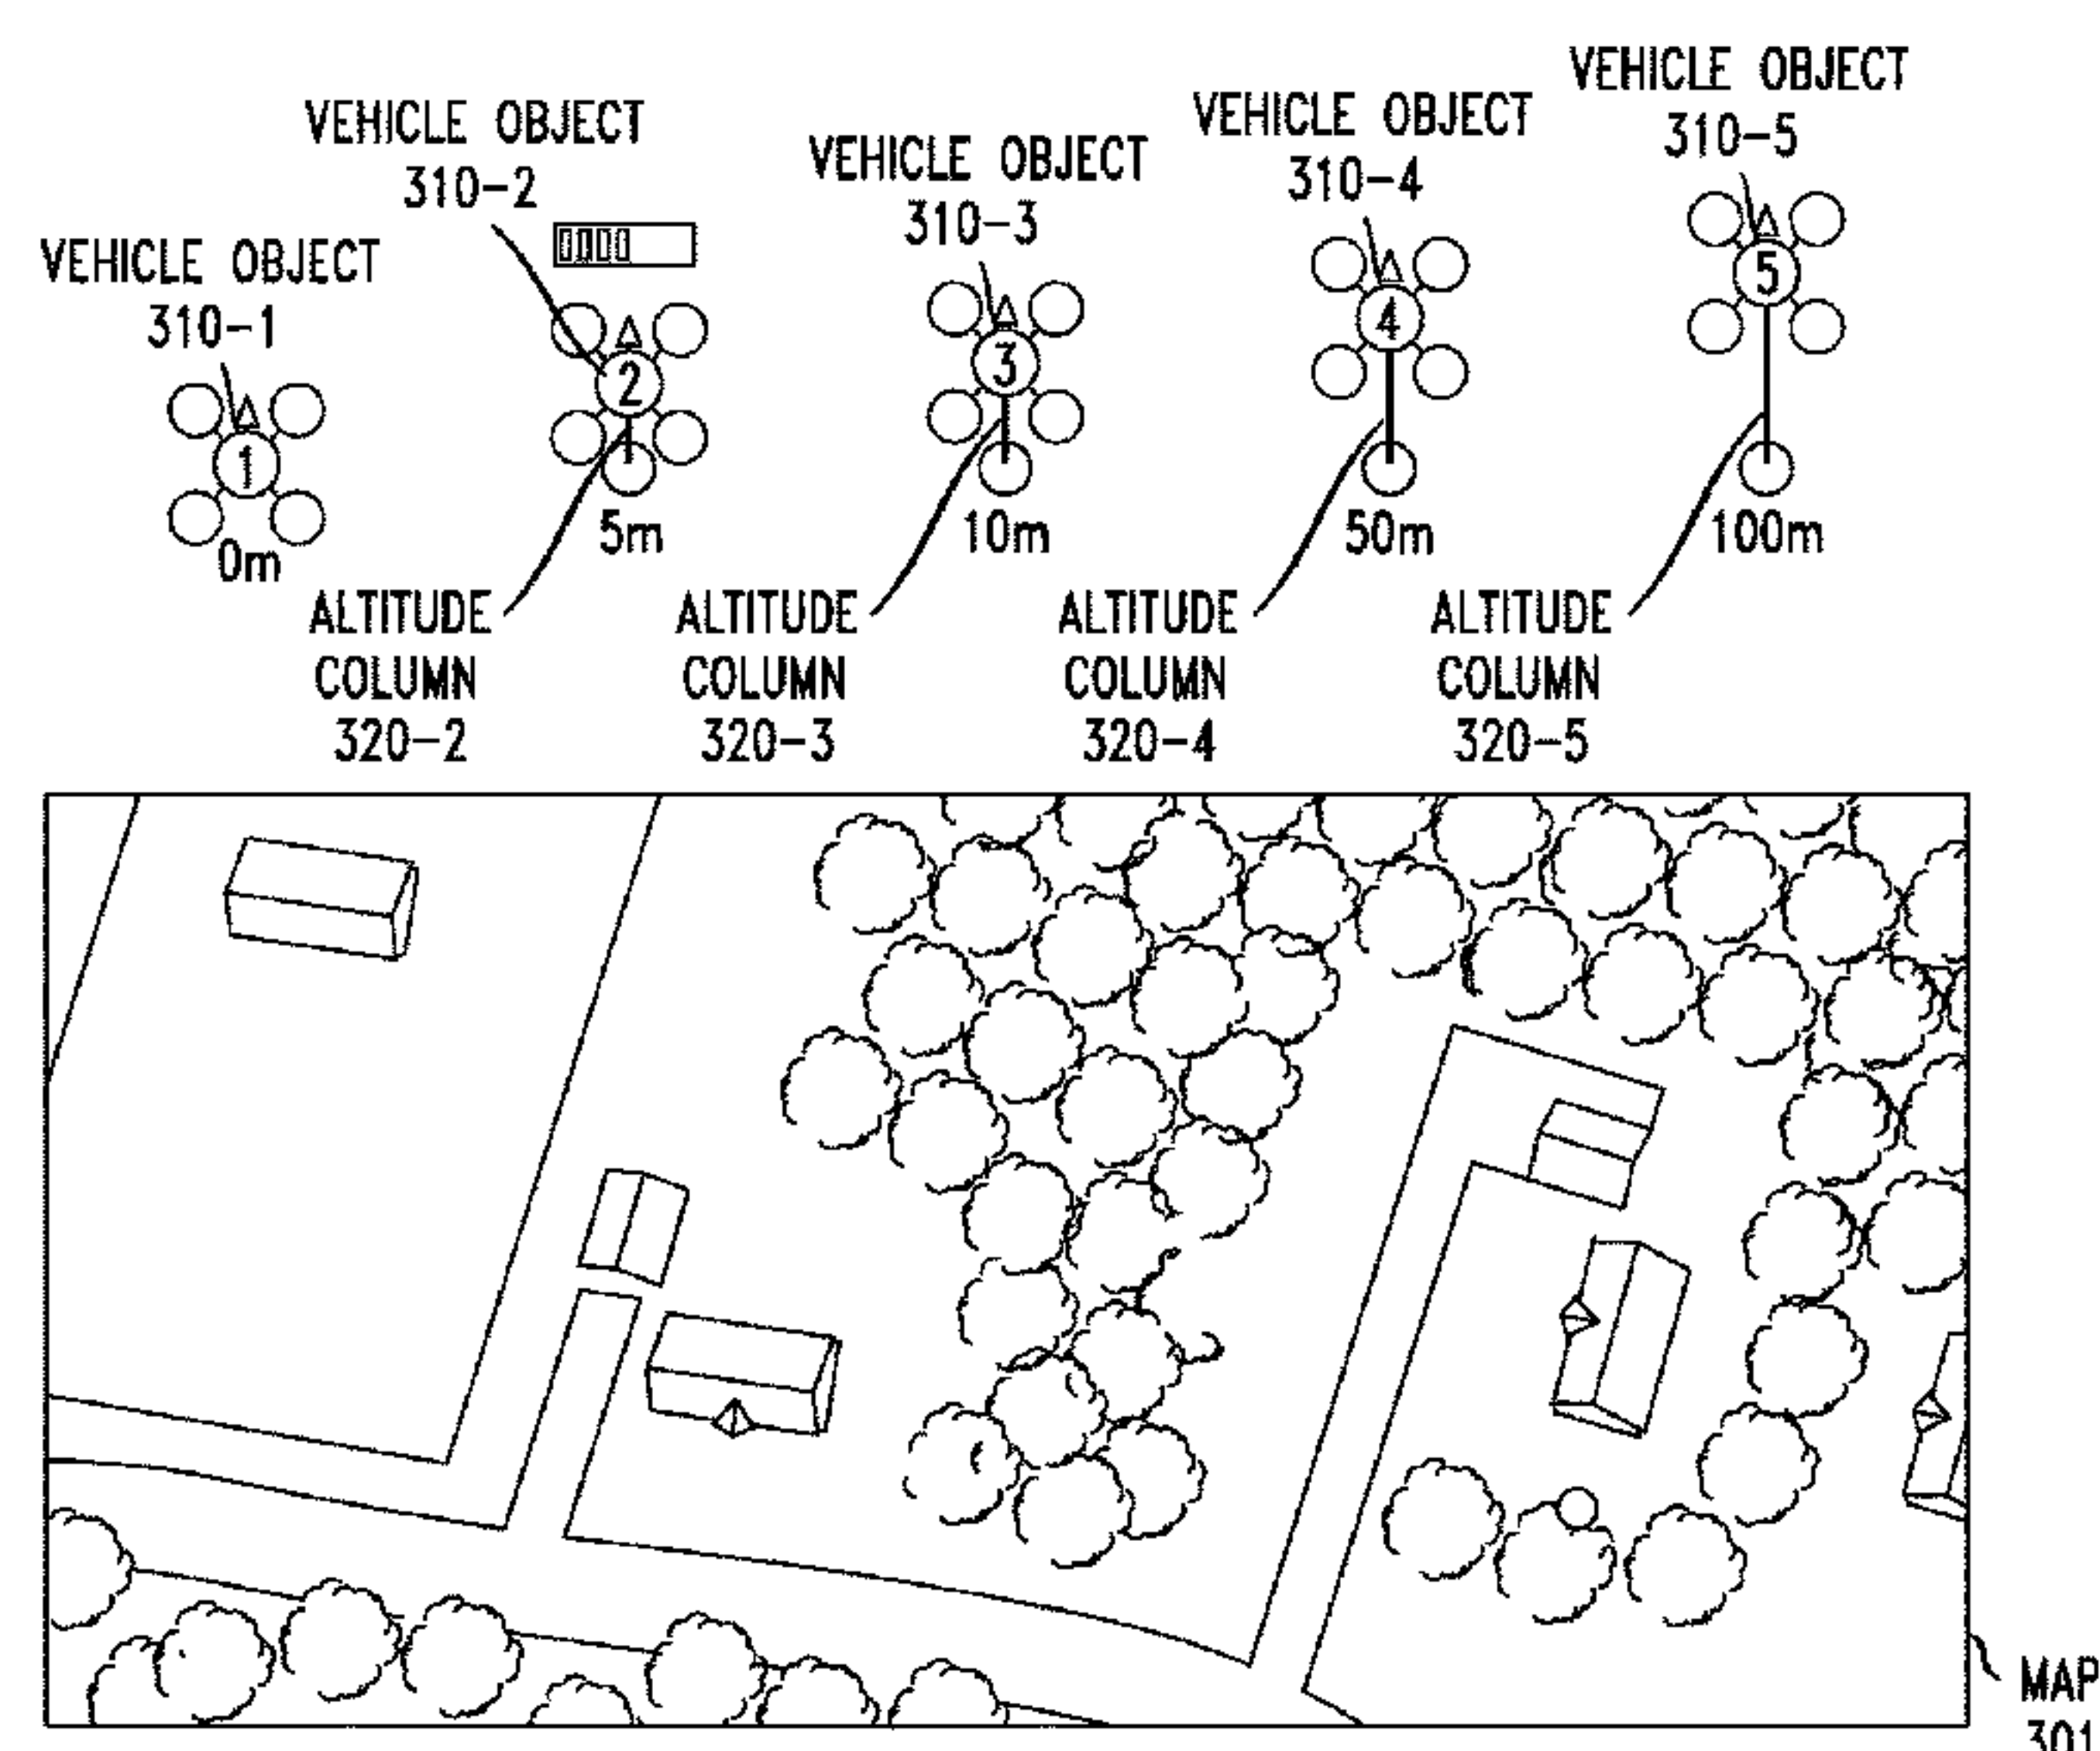 VEHICLE OBJECT
310-1
VEHICLE OBJECT
310-2
VEHICLE OBJECT
310-3
VEHICLE OBJECT
310-4
VEHICLE OBJECT
310-5
1
2
3
4
5
0m
5m
10m
50m
100m
ALTITUDE
COLUMN
320-2
ALTITUDE
COLUMN
320-3
ALTITUDE
COLUMN
320-4
ALTITUDE
COLUMN
320-5
MAP
301